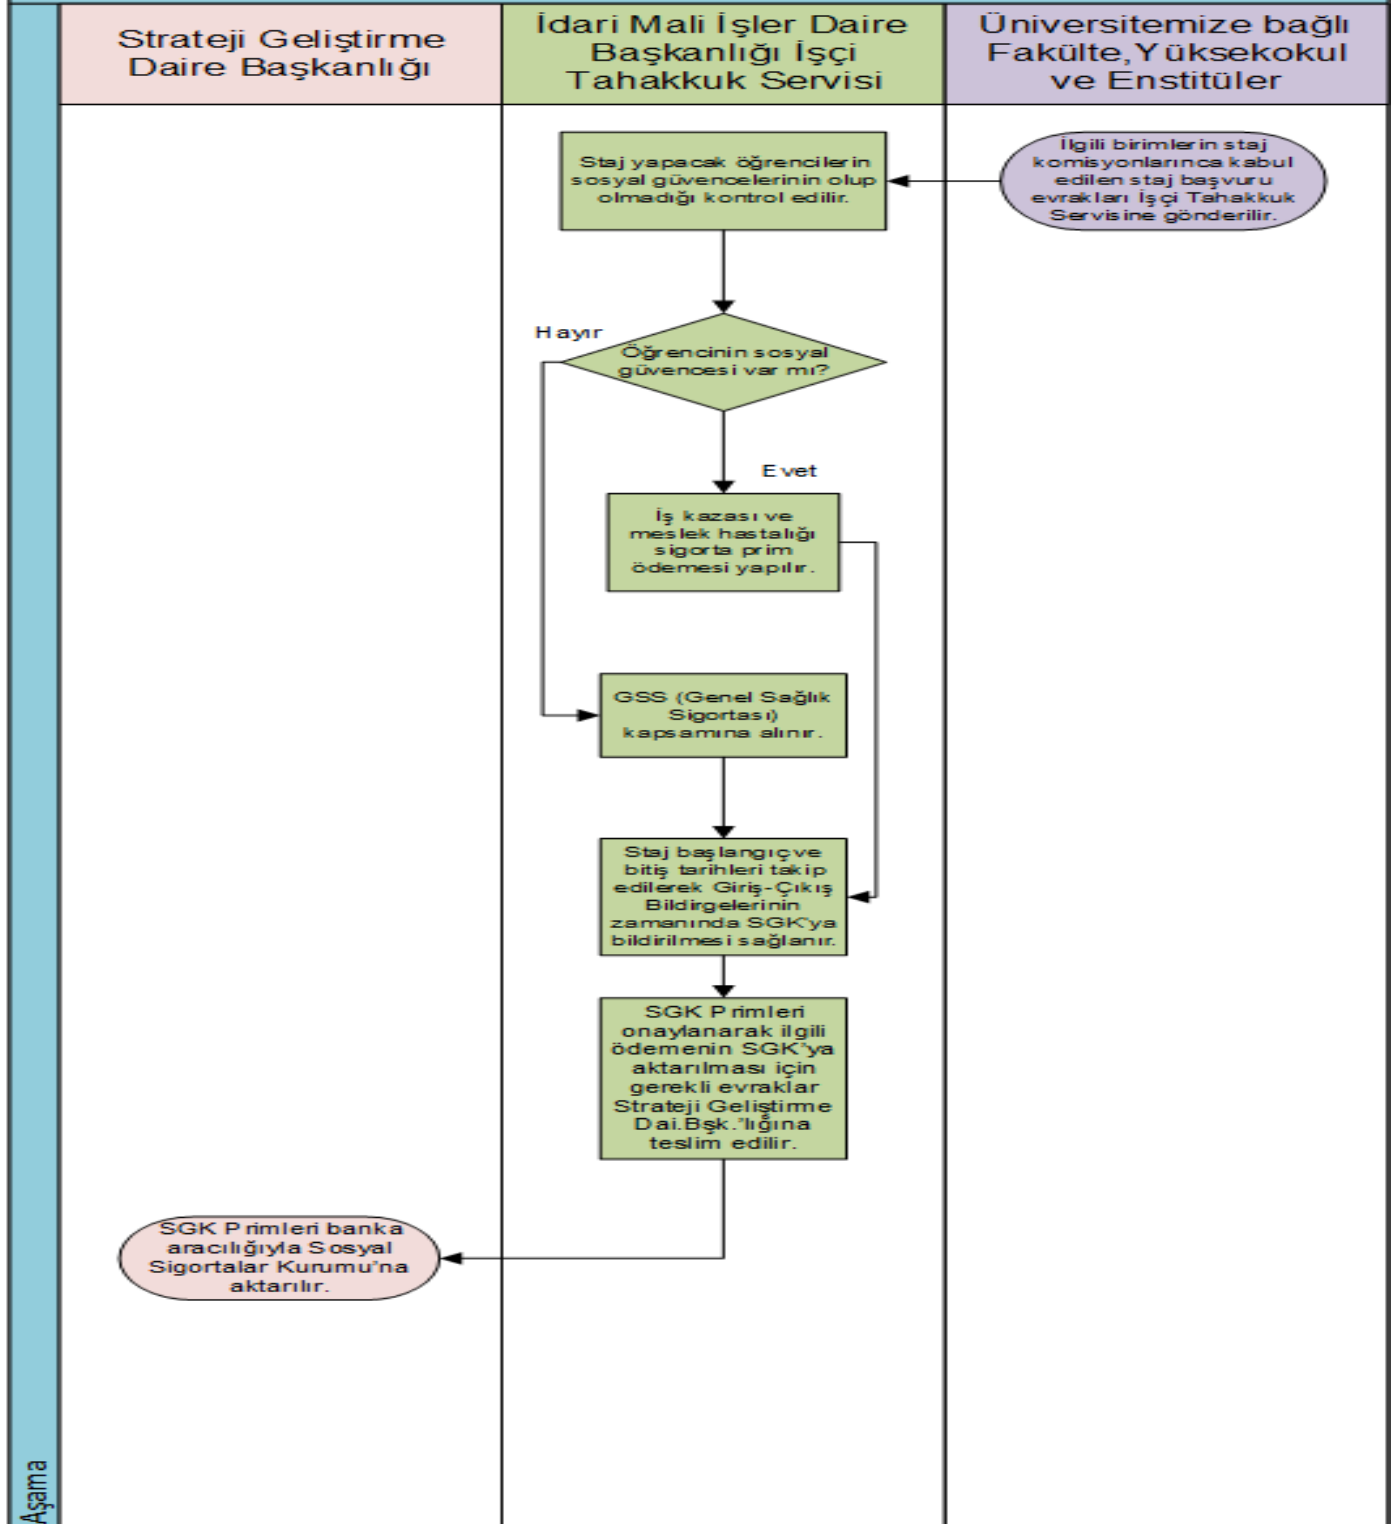 Strateji Geliştirme
Daire Başkanlığı
İdari Mali İşler Daire
Başkanlığı İşçi
Tahakkuk Servisi
Üniversitemize bağlı
Fakülte,Yüksekokul
ve Enstitüler
İlgili birimlerin staj
komisyonlarınca kabul
edilen staj başvuru
evrakları İşçi Tahakkuk
Servisine gönderilir.
Staj yapacak öğrencilerin
sosyal güvencelerinin olup
olmadığı kontrol edilir.
Hayır
Öğrencinin sosyal
güvencesi var mı?
Evet
İş kazası ve
meslek hastalığı
sigorta prim
ödemesi yapılır.
GSS (Genel Sağlık
Sigortası)
kapsamına alınır.
Staj başlangıç ve
bitiş tarihleri takip
edilerek Giriş-Çıkış
Bildirgelerinin
zamanında SGK'ya
bildirilmesi sağlanır.
SGK Primleri
onaylanarak ilgili
ödemenin SGK'ya
aktarılması için
gerekli evraklar
Strateji Geliştirme
Dai.Bşk.'lığına
teslim edilir.
SGK Primleri banka
aracılığıyla Sosyal
Sigortalar Kurumu'na
aktarılır.
Aşama